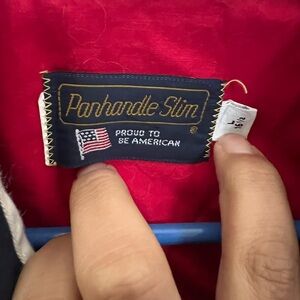 Panhandle Slim
®
PROUD TO
BE AMERICAN